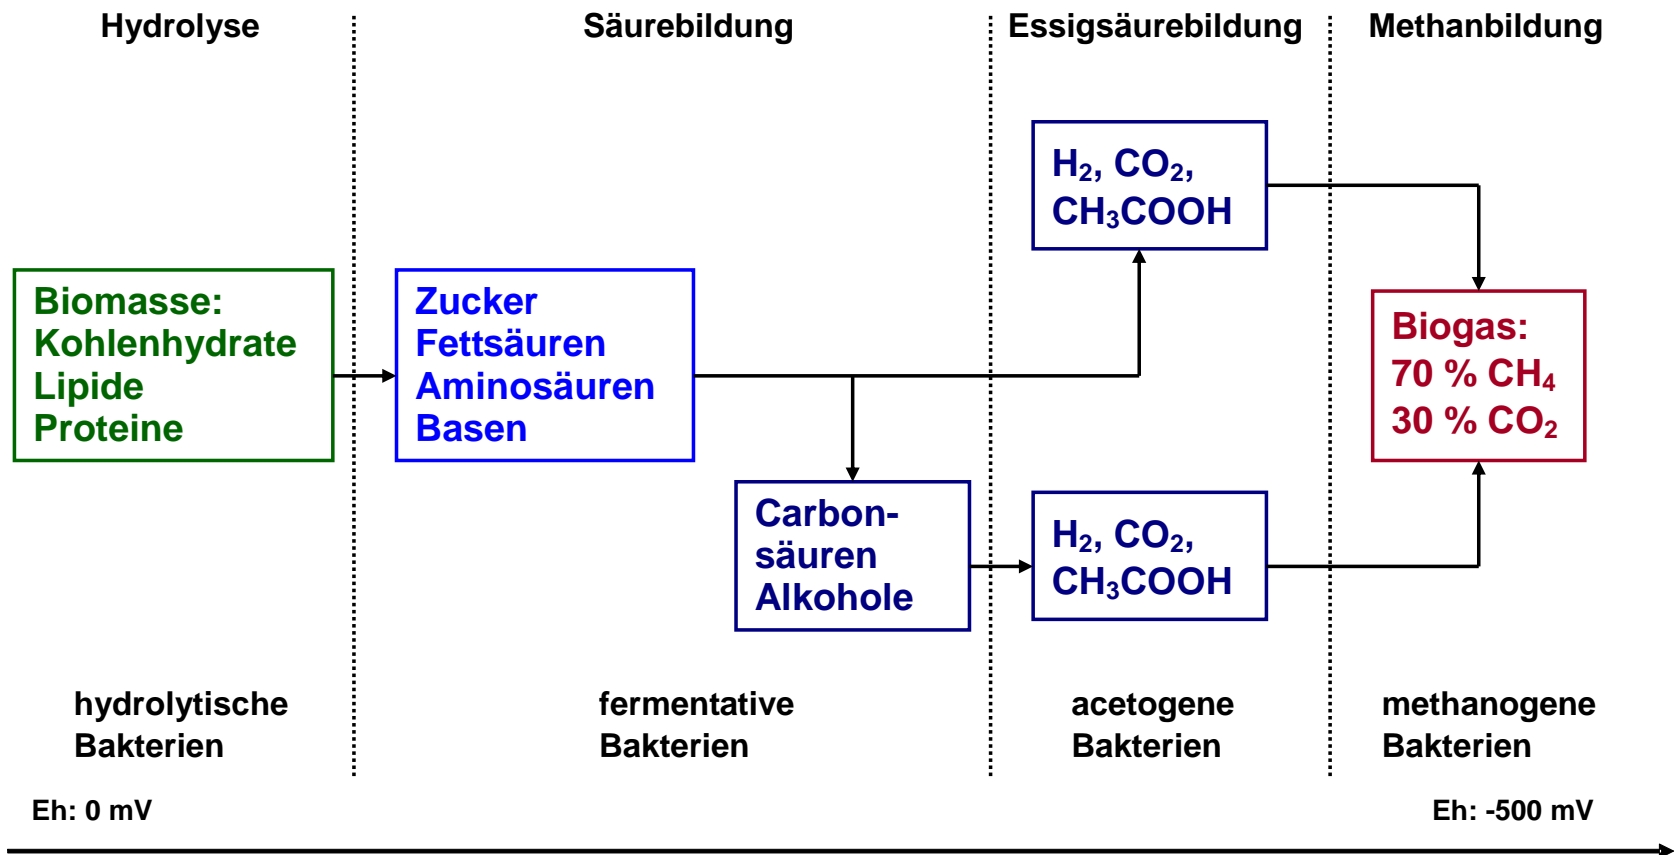 Hydrolyse
Säurebildung
Essigsäurebildung
Methanbildung
H₂, CO₂,
CH₃COOH
Biomasse:
Kohlenhydrate
Lipide
Proteine
Zucker
Fettsäuren
Aminosäuren
Basen
Biogas:
70 % CH₄
30 % CO₂
Carbon-
säuren
Alkohole
H₂, CO₂,
CH₃COOH
hydrolytische
Bakterien
fermentative
Bakterien
acetogene
Bakterien
methanogene
Bakterien
Eh: 0 mV
Eh: -500 mV